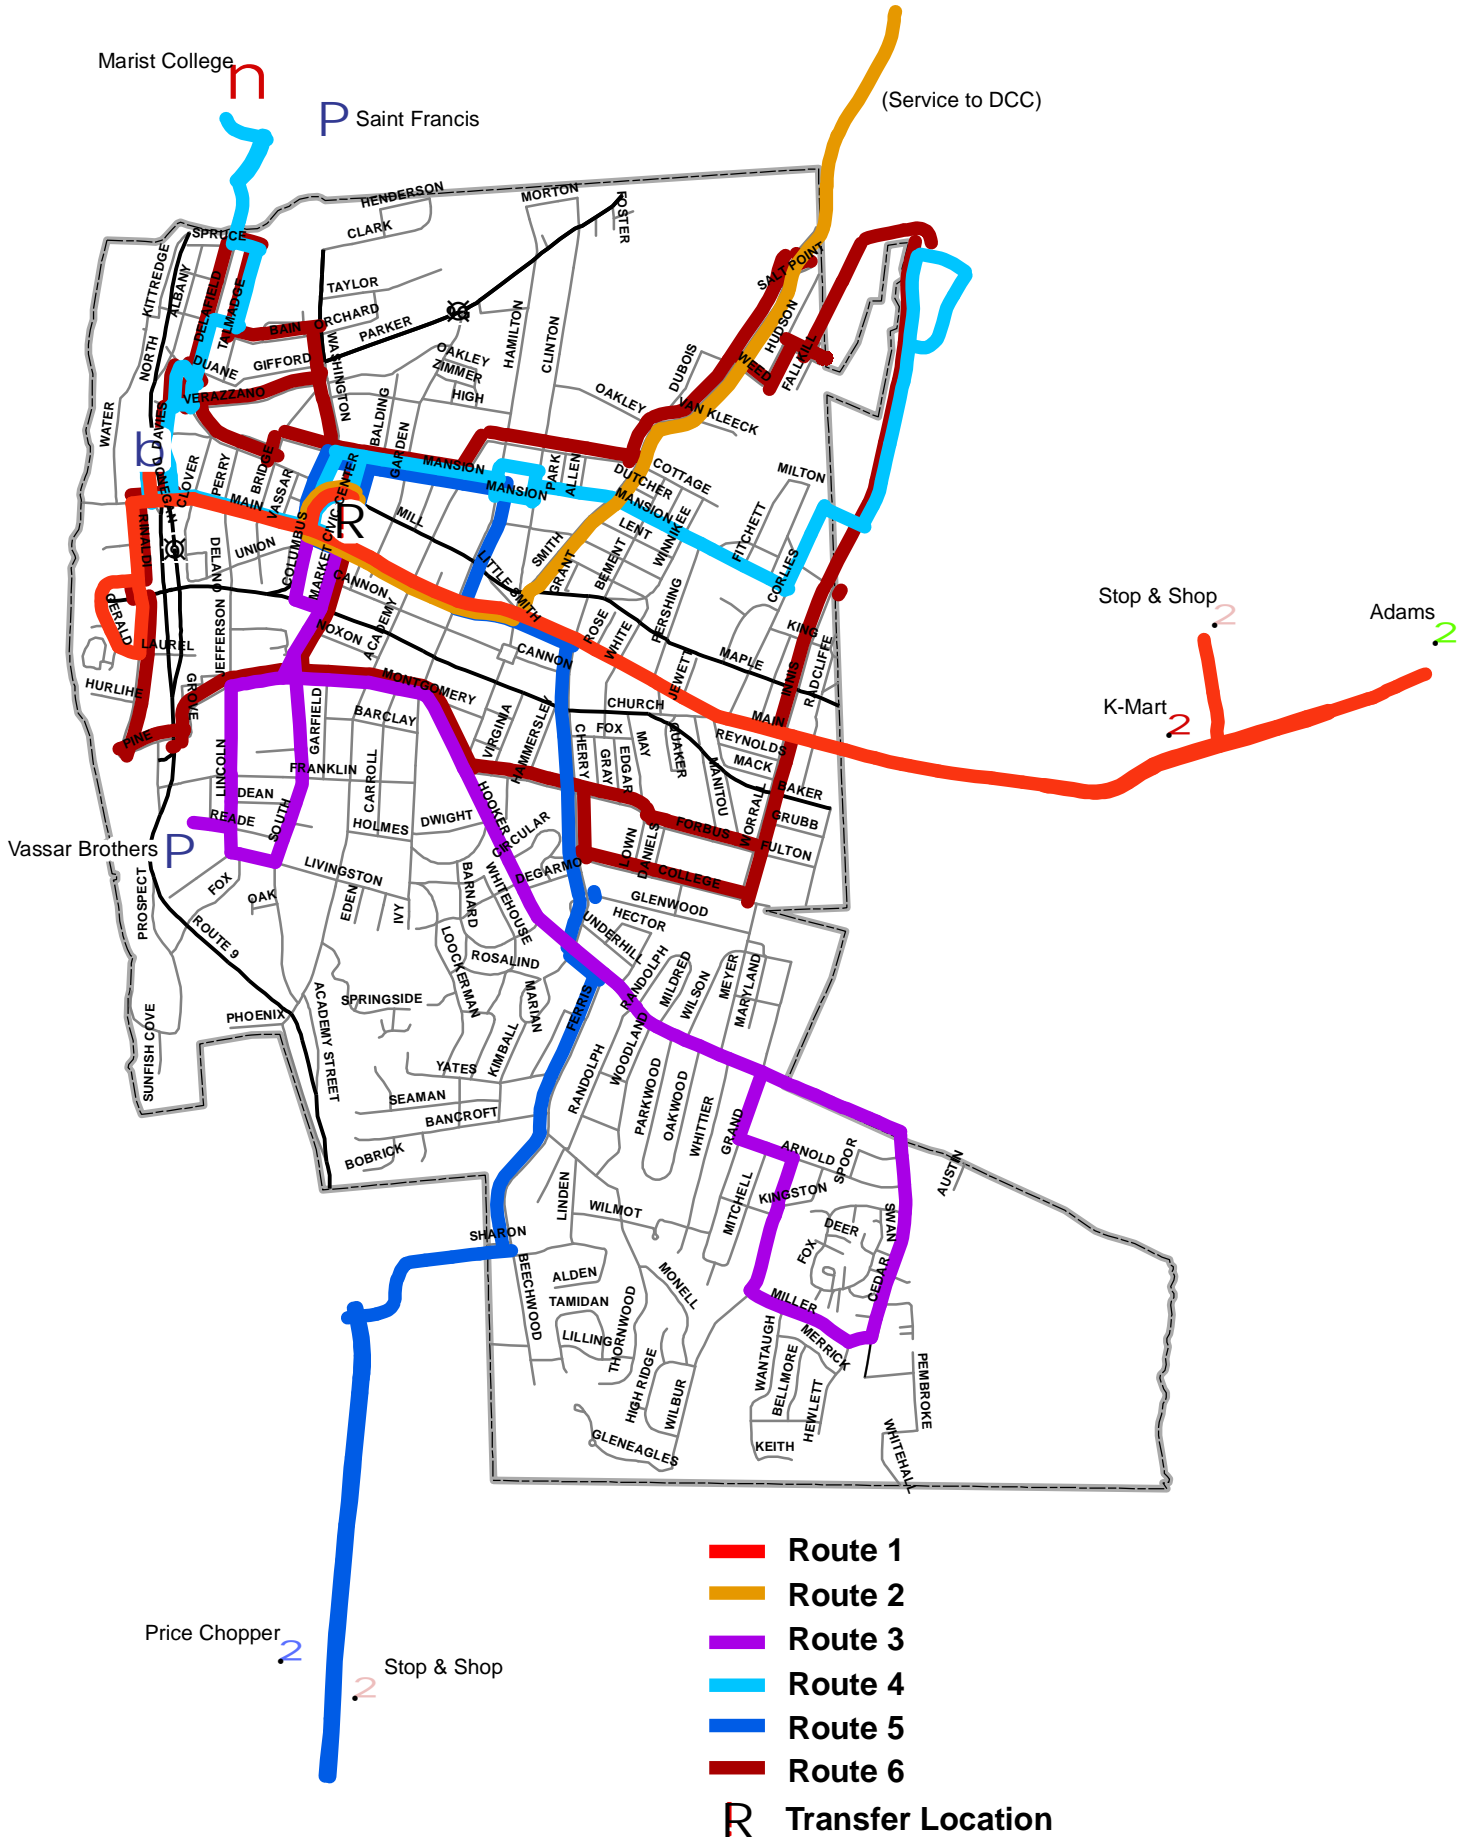 Marist College
n
P Saint Francis
(Service to DCC)
HENDERSON
MORTON
FOSTER
CLARK
SPRUCE
KITTREDGE
ALBANY
DELAFIELD
TALMADGE
TAYLOR
ORCHARD
BAIN
PARKER
SALT POINT
HUDSON
HAMILTON
CLINTON
NORTH
DUANE
GIFFORD
WASHINGTON
OAKLEY
ZIMMER
HIGH
DUBOIS
WEED
FALLKILL
VERAZZANO
WATER
DAVIES
BALDING
GARDEN
OAKLEY
VAN KLEECK
b
DONEGAN
GLOVER
PERRY
BRIDGE
VASSAR
CENTER
MANSION
MANSION
PARK
ALLEN
DUTCHER
COTTAGE
MILTON
MANSION
MAIN
RINALDI
COLUMBUS
CIVIC
R
MILL
LENT
WINNIKEE
FITCHETT
DELANO
UNION
MARKET
CANNON
LITTLE SMITH
SMITH
GRANT
BEMENT
CORLIES
Stop & Shop
2
Adams
2
GERALD
LAUREL
JEFFERSON
NOXON
ACADEMY
CANNON
ROSE
WHITE
PERSHING
KING
MAPLE
INNIS
RADCLIFFE
HURLIHE
GROVE
MONTGOMERY
JEWETT
CHURCH
MAIN
K-Mart
2
PINE
GARFIELD
BARCLAY
VIRGINIA
HAMMERSLEY
FOX
CHERRY
GRAY
EDGAR
MAY
QUAKER
REYNOLDS
MACK
MANITOU
BAKER
LINCOLN
FRANKLIN
CARROLL
DEAN
READE
SOUTH
HOLMES
DWIGHT
HOOKER
CIRCULAR
LOWN
DANIELS
FORBUS
WORRALL
GRUBB
FULTON
Vassar Brothers
P
LIVINGSTON
DEGARMO
COLLEGE
FOX
OAK
EDEN
IVY
BARNARD
WHITEHOUSE
GLENWOOD
HECTOR
UNDERHILL
PROSPECT
ROUTE 9
LOOCKERMAN
ROSALIND
RANDOLPH
MILDRED
WILSON
MEYER
MARYLAND
SPRINGSIDE
MARIAN
FERRIS
PHOENIX
ACADEMY STREET
SUNFISH COVE
KIMBALL
YATES
WOODLAND
RANDOLPH
PARKWOOD
OAKWOOD
WHITTIER
GRAND
SEAMAN
BANCROFT
BOBRICK
ARNOLD
SPOOR
AUSTIN
KINGSTON
LINDEN
WILMOT
MITCHELL
DEER
SWAN
FOX
CEDAR
SHARON
BEECHWOOD
ALDEN
TAMIDAN
LILLING
THORNWOOD
MONELL
MILLER
MERRICK
WANTAUGH
BELLMORE
HEWLETT
PEMBROKE
HIGH RIDGE
WILBUR
GLENEAGLES
KEITH
WHITEHALL
Route 1
Route 2
Route 3
Route 4
Route 5
Route 6
R Transfer Location
Price Chopper
2
Stop & Shop
2